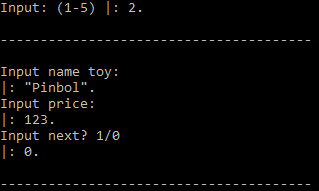 Input: (1-5) |: 2.
---------------------------------------
Input name toy:
|: "Pinbol".
Input price:
|: 123.
Input next? 1/0
|: 0.
---------------------------------------